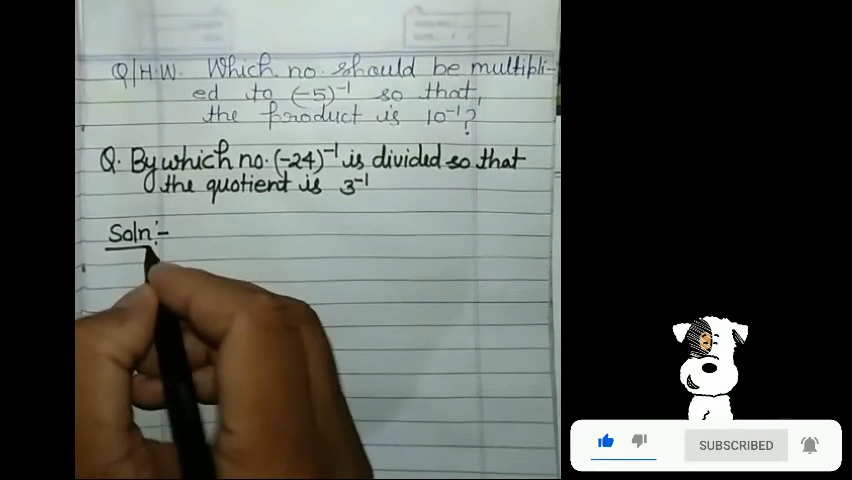 Q/H.W. Which no. should be multipli-
ed to (-5)⁻¹ so that,
the product is 10⁻¹?
Q. By which no. (-24)⁻¹ is divided so that
the quotient is 3⁻¹
Soln:-
SUBSCRIBED